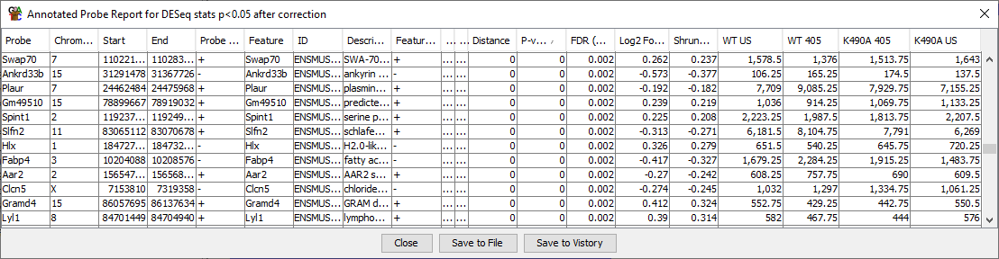 Annotated Probe Report for DESeq stats p<0.05 after correction
Probe Chrom... Start End Probe ... Feature ID Descri... Featur... ... ... Distance P-v... FDR (... Log2 Fo... Shrun... WT US WT 405 K490A 405 K490A US
Swap70 7 110221... 110283... + Swap70 ENSMUS... SWA-70... + ... ... 0 0 0.002 0.262 0.237 1,578.5 1,376 1,513.75 1,643
Ankrd33b 15 31291478 31367726 - Ankrd33b ENSMUS... ankyrin ... - ... ... 0 0 0.002 -0.573 -0.377 106.25 165.25 174.5 137.5
Plaur 7 24462484 24475968 + Plaur ENSMUS... plasmin... + ... ... 0 0 0.002 -0.192 -0.182 7,709 9,085.25 7,929.75 7,155.25
Gm49510 15 78899667 78919032 + Gm49510 ENSMUS... predicte... + ... ... 0 0 0.002 0.239 0.219 1,036 914.25 1,069.75 1,133.25
Spint1 2 119237... 119249... + Spint1 ENSMUS... serine p... + ... ... 0 0 0.002 0.225 0.208 2,223.25 1,987.5 1,813.75 2,207.5
Slfn2 11 83065112 83070678 + Slfn2 ENSMUS... schlafe... + ... ... 0 0 0.002 -0.313 -0.271 6,181.5 8,104.75 7,791 6,269
Hlx 1 184727... 184732... - Hlx ENSMUS... H2.0-lik... - ... ... 0 0 0.002 0.326 0.279 651.5 540.25 645.75 720.25
Fabp4 3 10204088 10208576 - Fabp4 ENSMUS... fatty ac... - ... ... 0 0 0.002 -0.417 -0.327 1,679.25 2,284.25 1,915.25 1,483.75
Aar2 2 156547... 156568... + Aar2 ENSMUS... AAR2 s... + ... ... 0 0 0.002 -0.27 -0.242 608.25 757.75 690 609.5
Clcn5 X 7153810 7319358 - Clcn5 ENSMUS... chloride... - ... ... 0 0 0.002 -0.274 -0.245 1,032 1,297 1,334.75 1,061.25
Gramd4 15 86057695 86137634 + Gramd4 ENSMUS... GRAM d... + ... ... 0 0 0.002 0.412 0.324 552.75 429.25 442.75 550.5
Lyl1 8 84701449 84704940 + Lyl1 ENSMUS... lympho... + ... ... 0 0 0.002 0.39 0.314 582 467.75 444 576
Close Save to File Save to Vistory